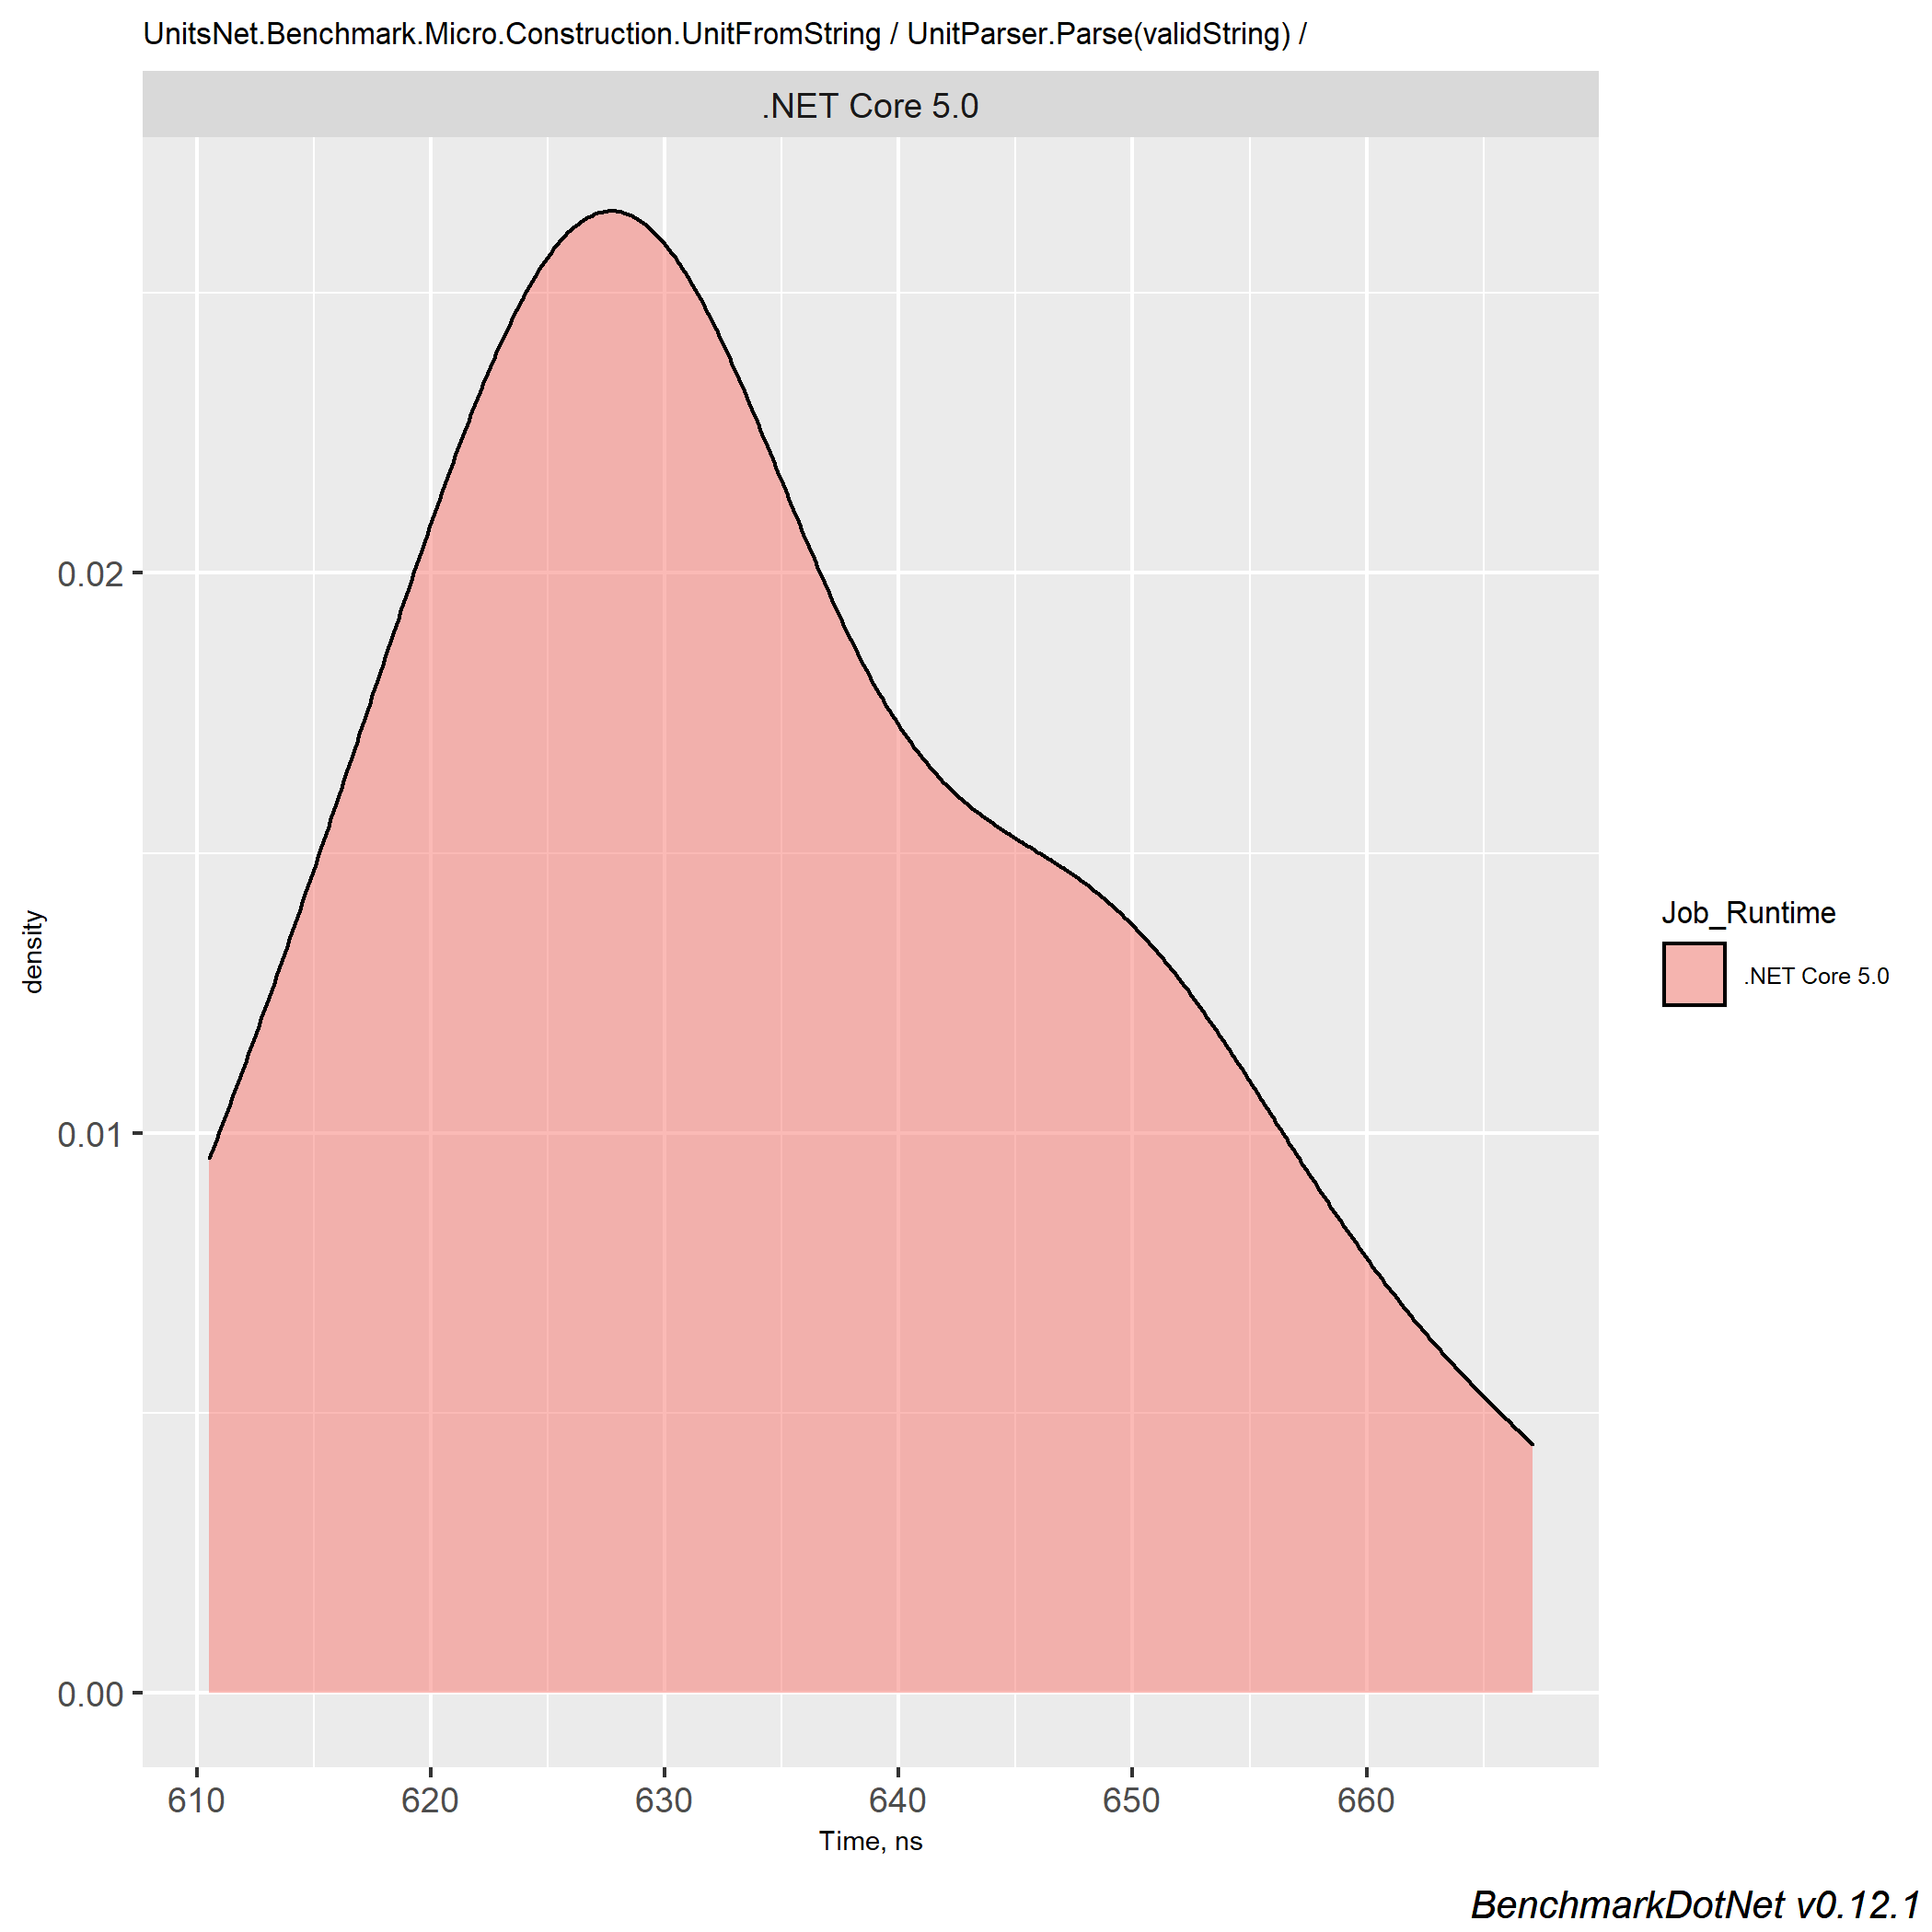 UnitsNet.Benchmark.Micro.Construction.UnitFromString / UnitParser.Parse(validString) /
.NET Core 5.0
density
0.02
0.01
0.00
610 620 630 640 650 660
Time, ns
Job_Runtime
.NET Core 5.0
BenchmarkDotNet v0.12.1